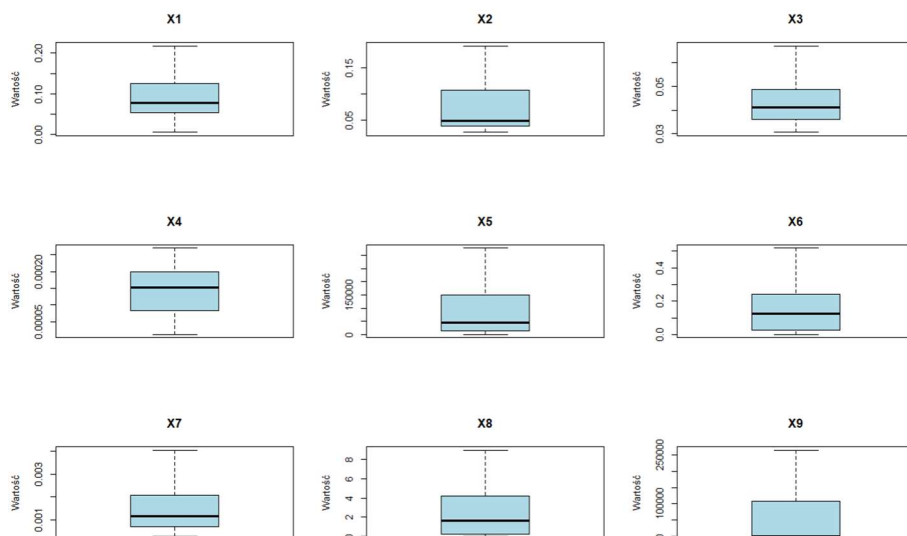 X1
Wartość
0.00 0.10 0.20
X2
Wartość
0.05 0.15
X3
Wartość
0.03 0.05
X4
Wartość
0.00005 0.00020
X5
Wartość
0 150000
X6
Wartość
0.0 0.2 0.4
X7
Wartość
0.001 0.003
X8
Wartość
0 2 4 6 8
X9
Wartość
0 100000 250000